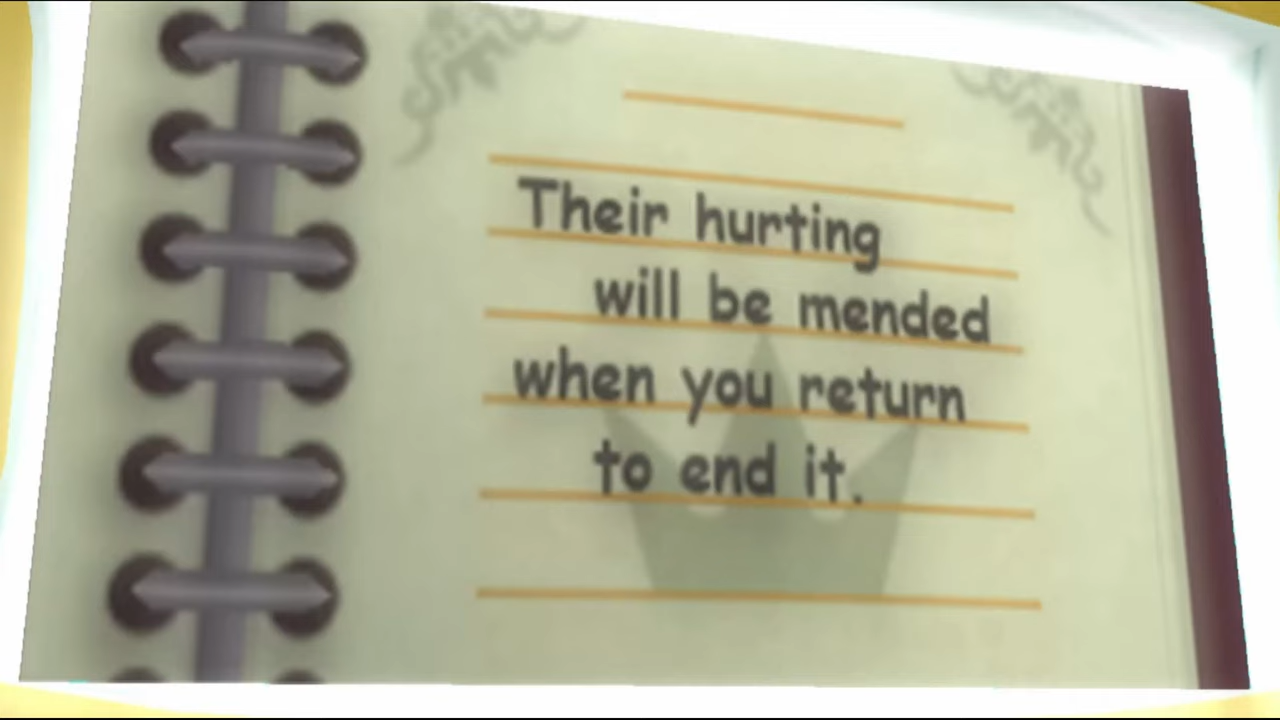 Their hurting
will be mended
when you return
to end it.